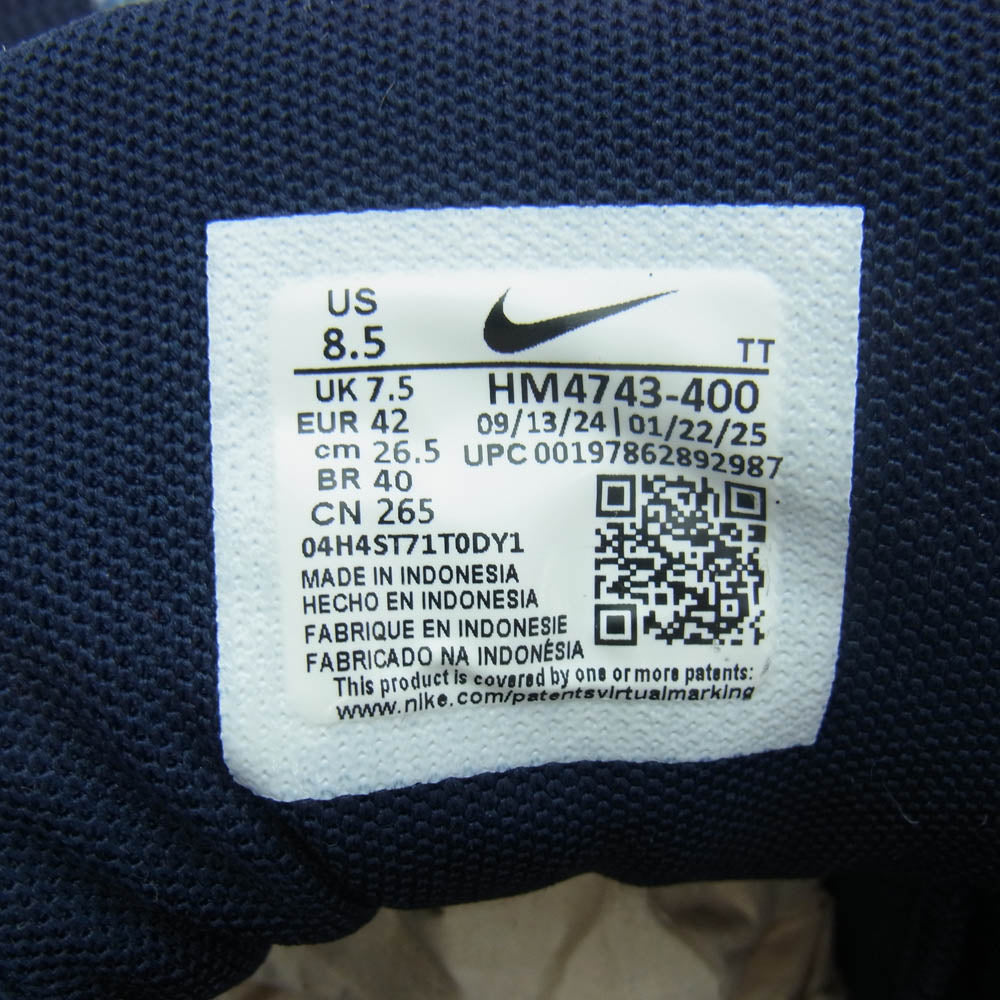 US
8.5
TT
UK 7.5
HM4743-400
EUR 42
09/13/24 | 01/22/25
cm 26.5
UPC 00197862892987
BR 40
CN 265
04H4ST71T0DY1
MADE IN INDONESIA
HECHO EN INDONESIA
FABRIQUE EN INDONESIE
FABRICADO NA INDONÉSIA
This product is covered by one or more patents:
www.nike.com/patentsvirtualmarking